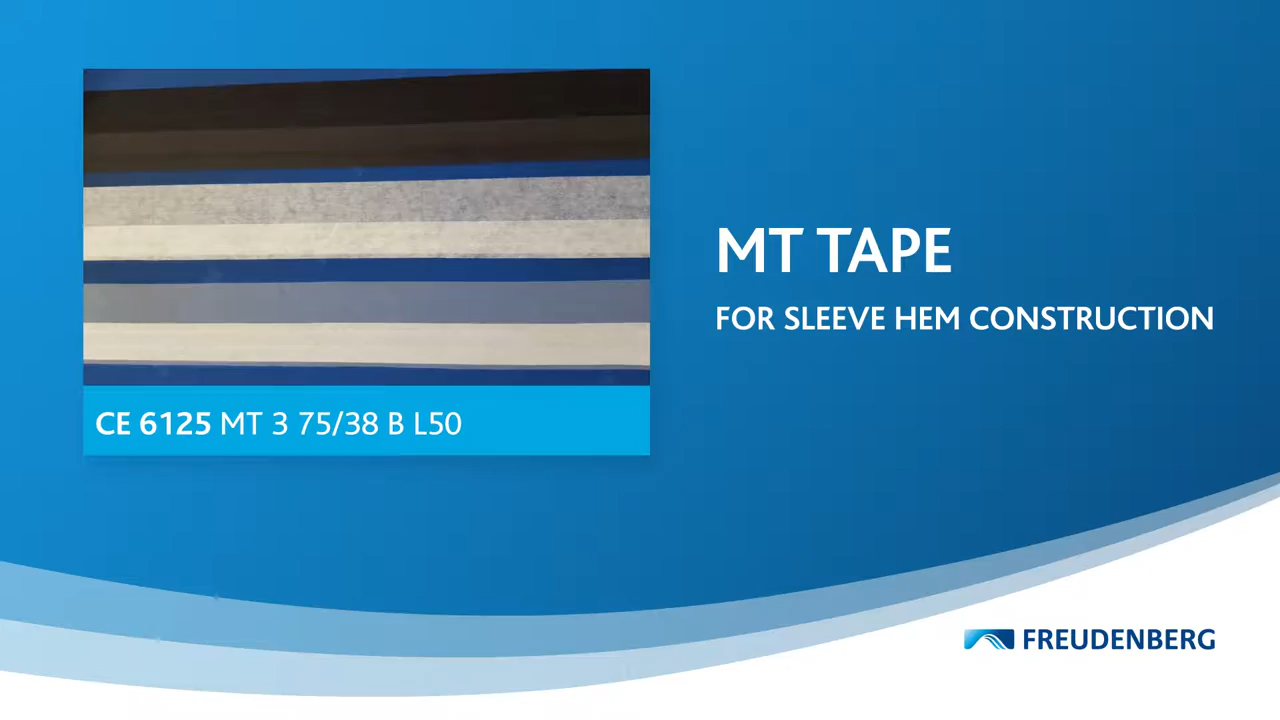 MT TAPE
FOR SLEEVE HEM CONSTRUCTION
CE 6125 MT 3 75/38 B L50
FREUDENBERG